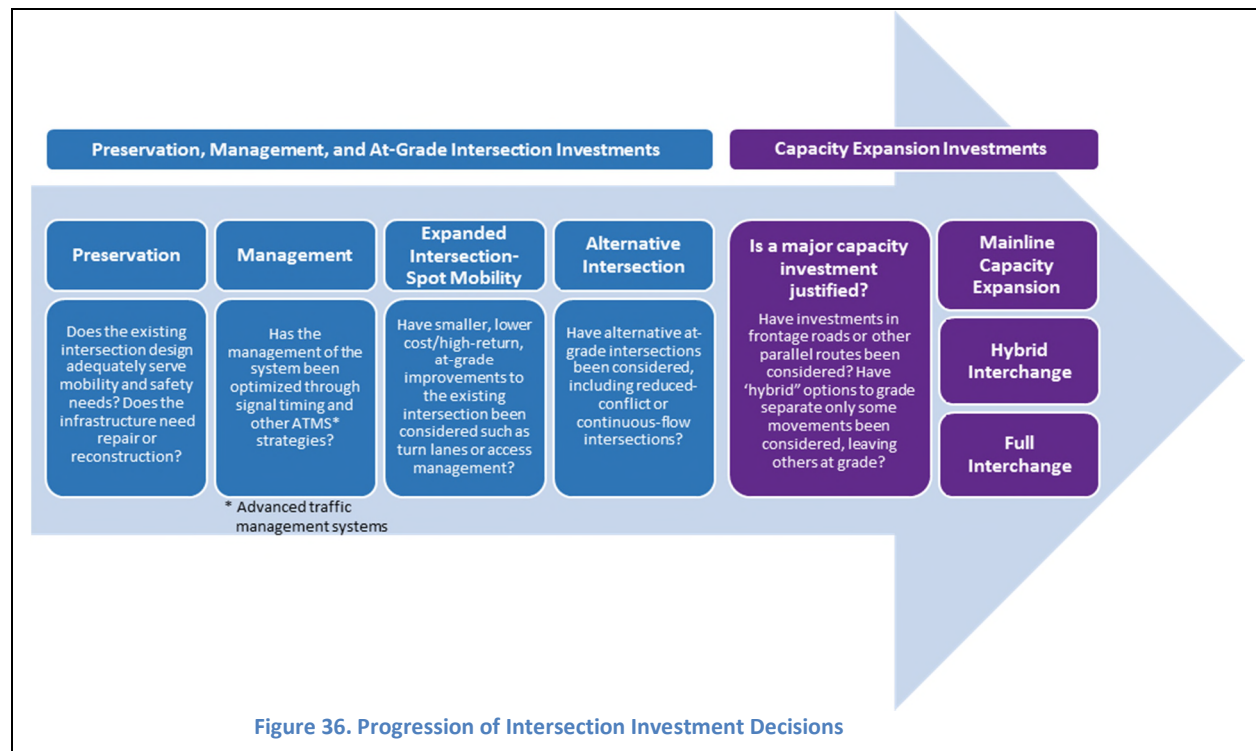 Preservation, Management, and At-Grade Intersection Investments
Capacity Expansion Investments
Preservation
Does the existing
intersection design
adequately serve
mobility and safety
needs? Does the
infrastructure need
repair or
reconstruction?
Management
Has the
management of the
system been
optimized through
signal timing and
other ATMS*
strategies?
* Advanced traffic
management systems
Expanded
Intersection-
Spot Mobility
Have smaller, lower
cost/high-return,
at-grade
improvements to
the existing
intersection been
considered such as
turn lanes or access
management?
Alternative
Intersection
Have alternative at-
grade intersections
been considered,
including reduced-
conflict or
continuous-flow
intersections?
Is a major capacity
investment
justified?
Have investments in
frontage roads or other
parallel routes been
considered? Have
‘hybrid” options to grade
separate only some
movements been
considered, leaving
others at grade?
Mainline
Capacity
Expansion
Hybrid
Interchange
Full
Interchange
Figure 36. Progression of Intersection Investment Decisions